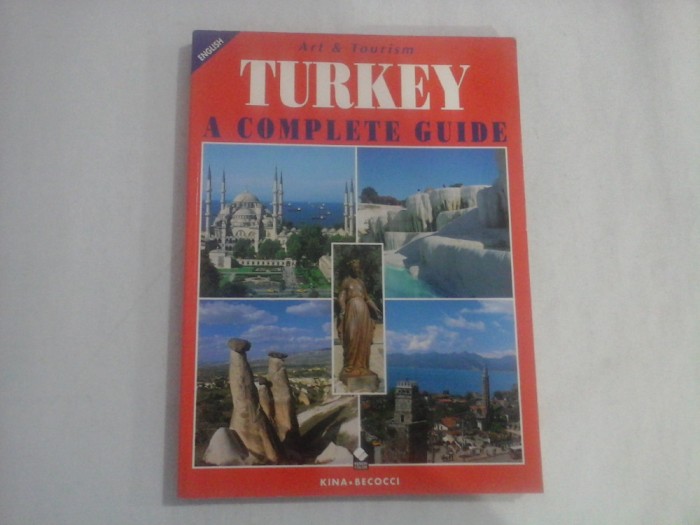 ENGLISH
Art & Tourism
TURKEY
A COMPLETE GUIDE
KINA•BECOCCI